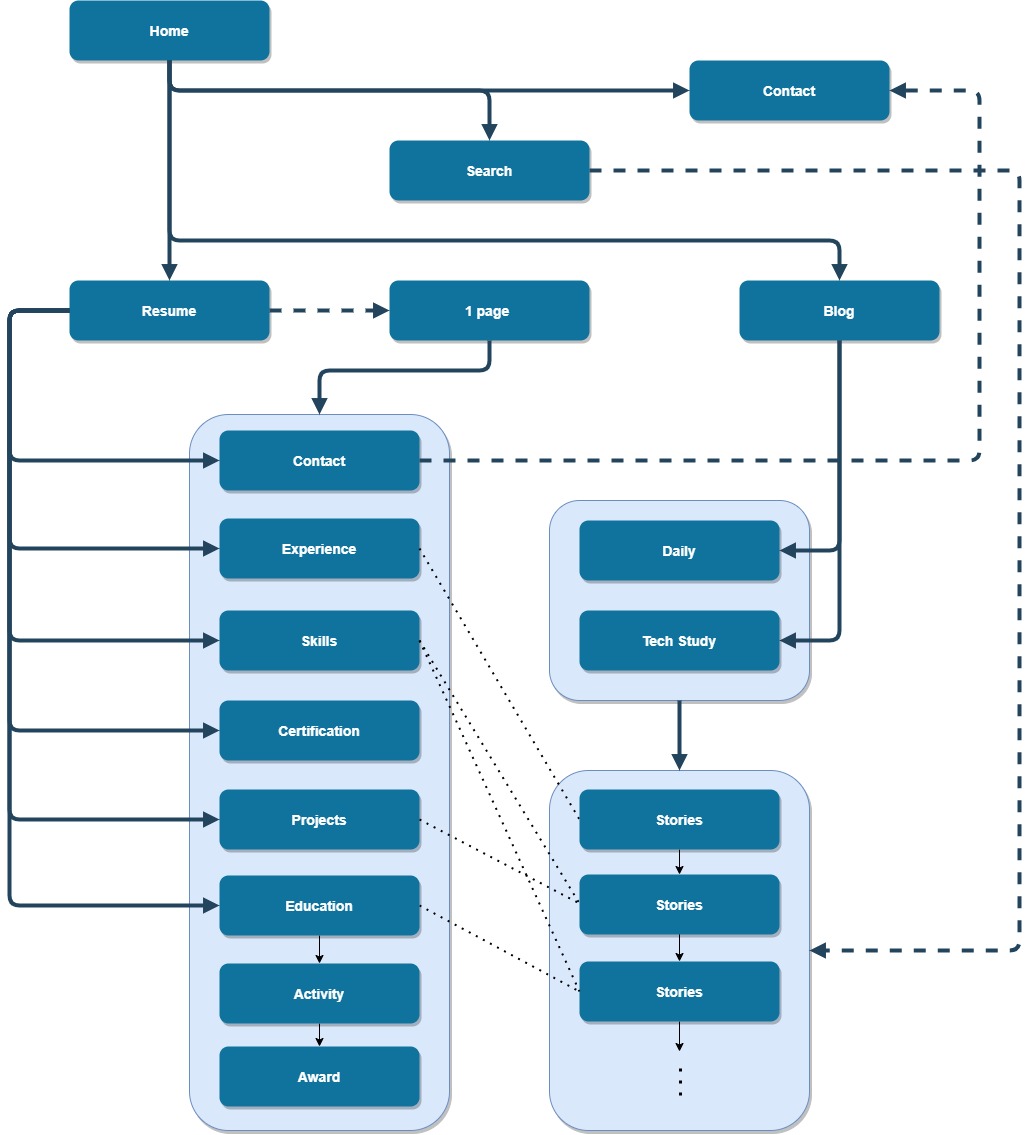 Home
Contact
Search
Resume
1 page
Blog
Contact
Experience
Skills
Certification
Projects
Education
Activity
Award
Daily
Tech Study
Stories
Stories
Stories